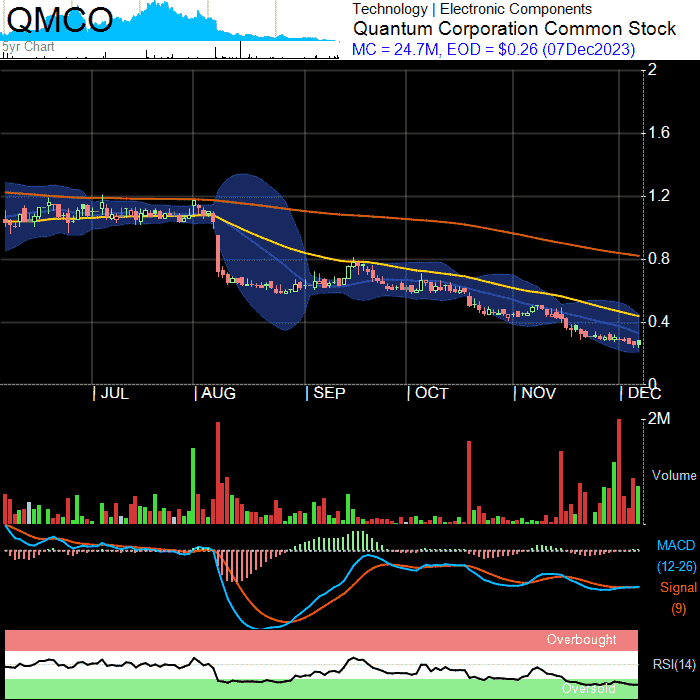 QMCO
5yr Chart
Technology | Electronic Components
Quantum Corporation Common Stock
MC = 24.7M, EOD = $0.26 (07Dec2023)
2
1.6
1.2
0.8
0.4
0
JUL AUG SEP OCT NOV DEC
2M
Volume
MACD
(12-26)
Signal
(9)
Overbought
RSI(14)
Oversold